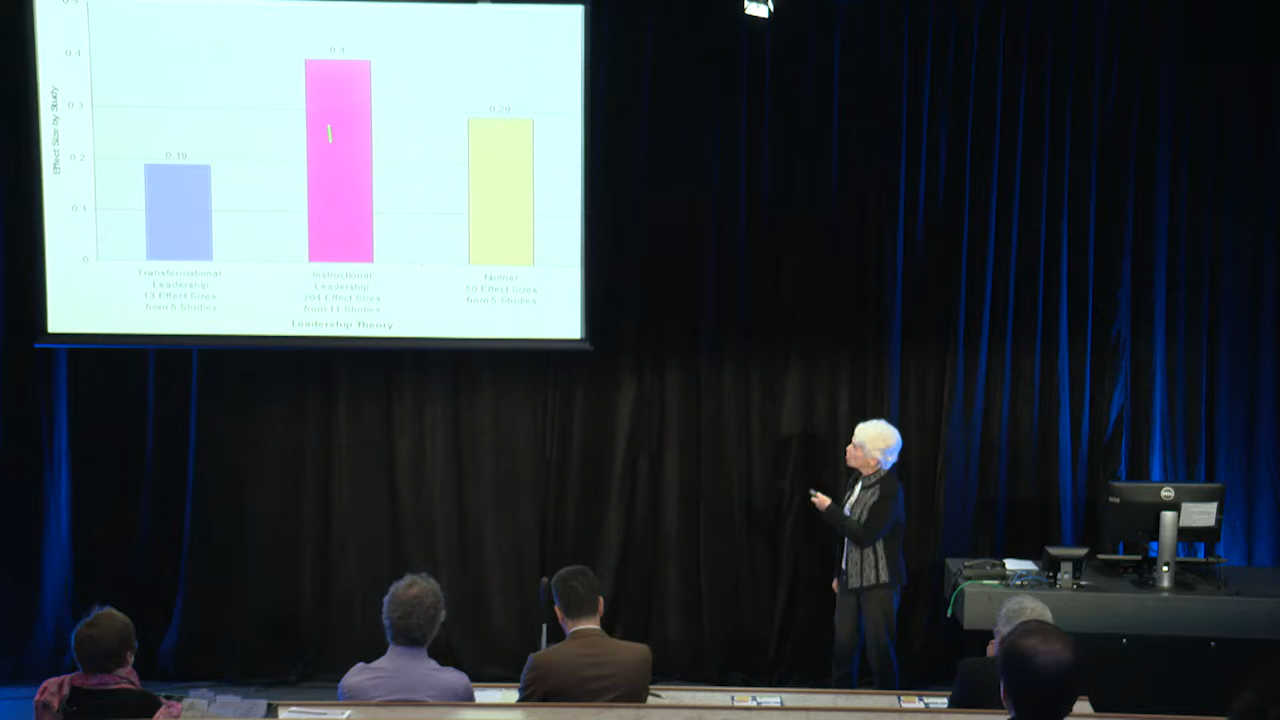 0.5
0.4
0.3
0.2
0.1
0
Effect Size by Study
0.19
0.4
0.29
Transformational
Leadership
13 Effect Sizes
from 5 Studies
Instructional
Leadership
204 Effect Sizes
from 11 Studies
Neither
50 Effect Sizes
from 5 Studies
Leadership Theory
DELL